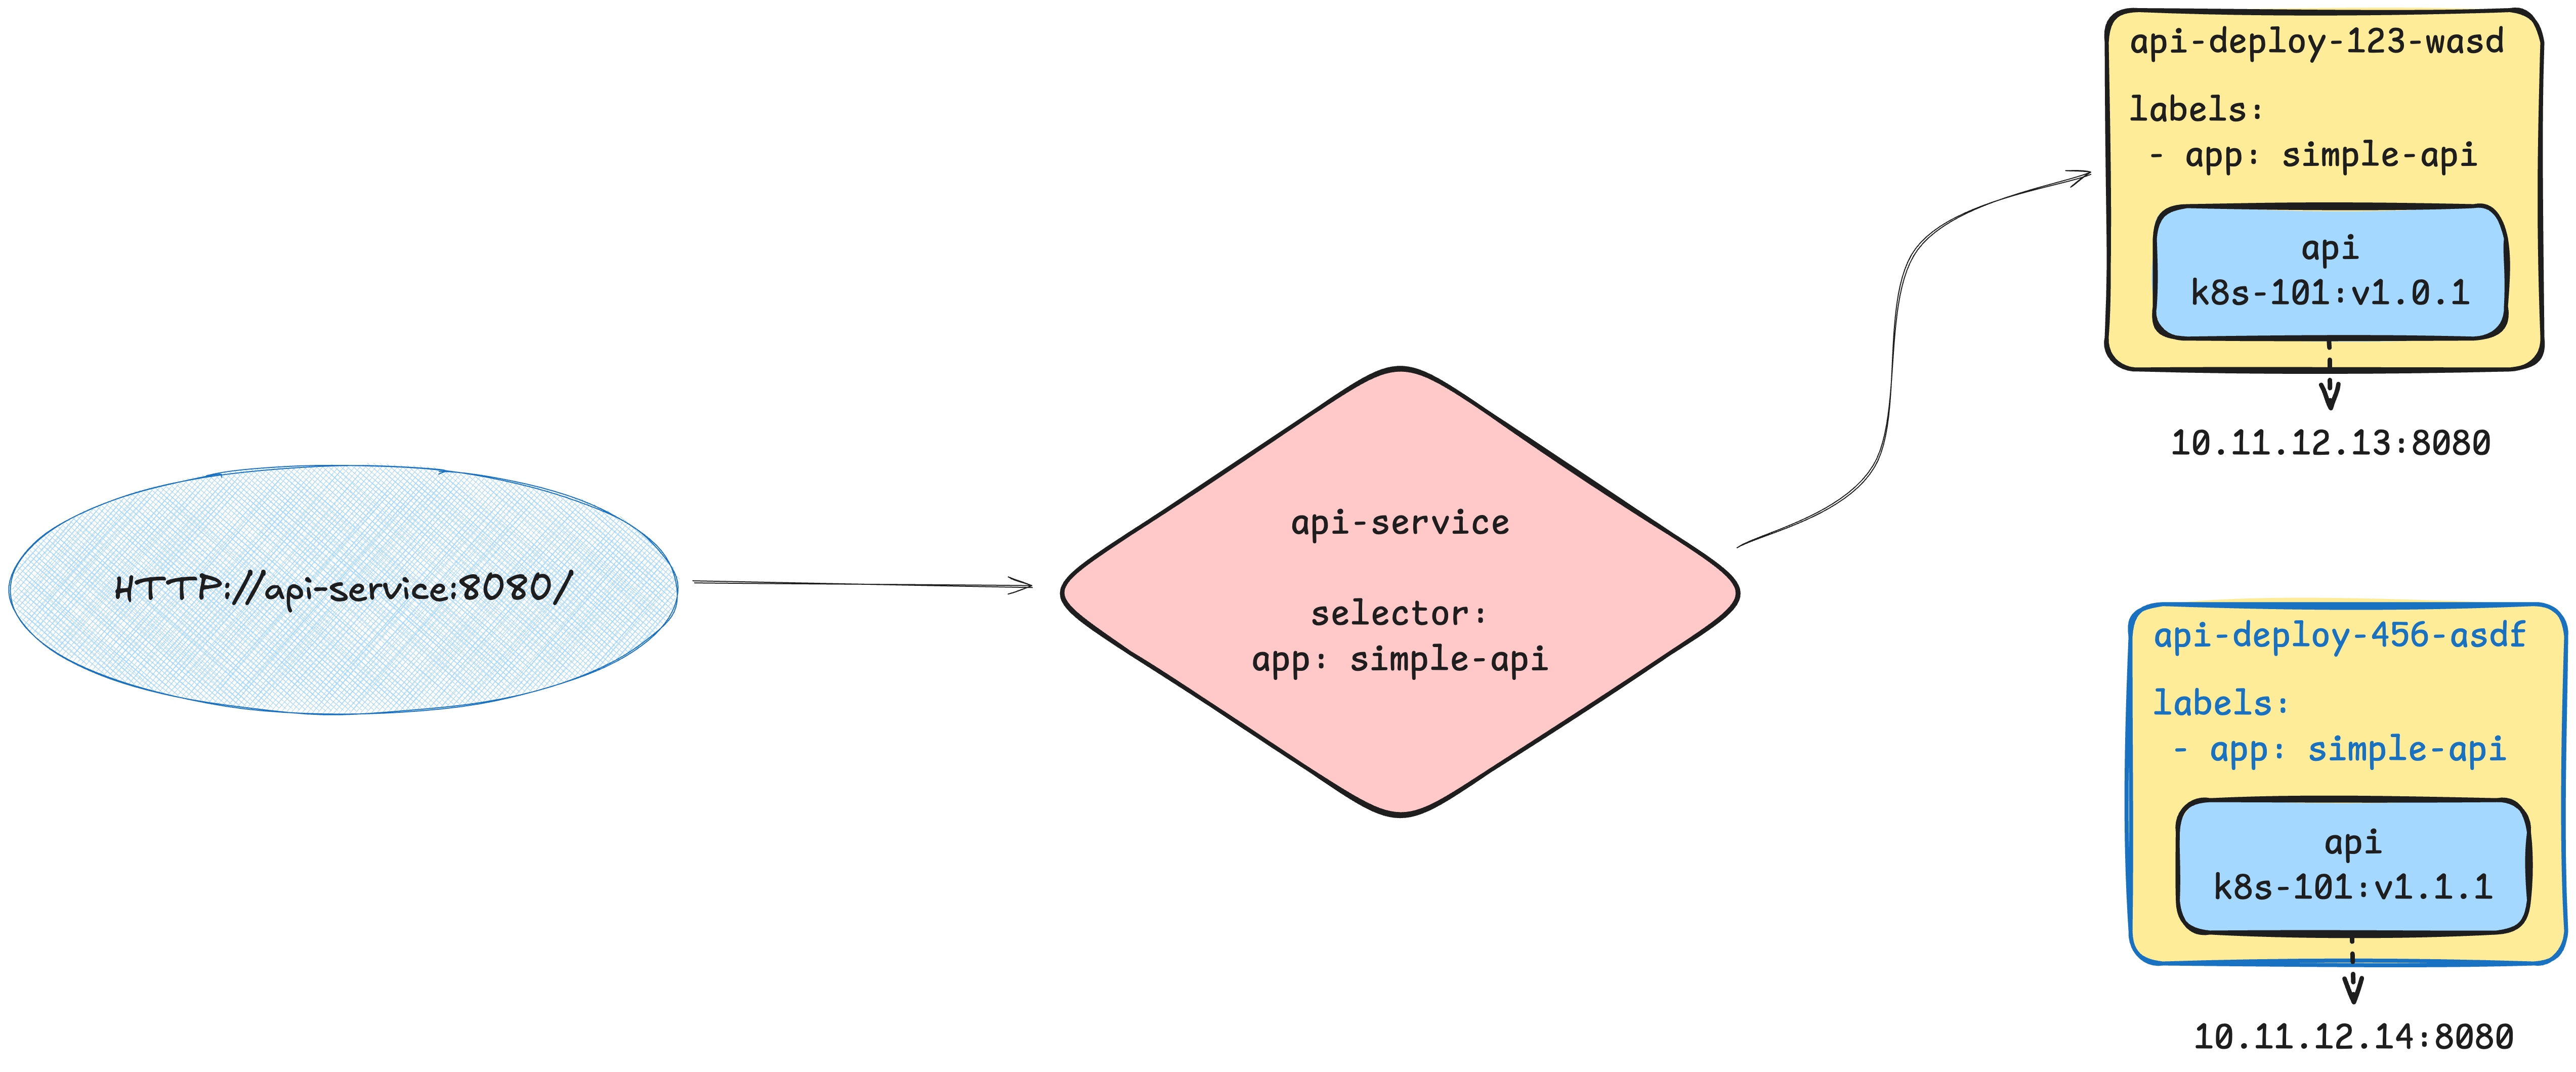 HTTP://api-service:8080/
api-service
selector:
app: simple-api
api-deploy-123-wasd
labels:
- app: simple-api
api
k8s-101:v1.0.1
10.11.12.13:8080
api-deploy-456-asdf
labels:
- app: simple-api
api
k8s-101:v1.1.1
10.11.12.14:8080